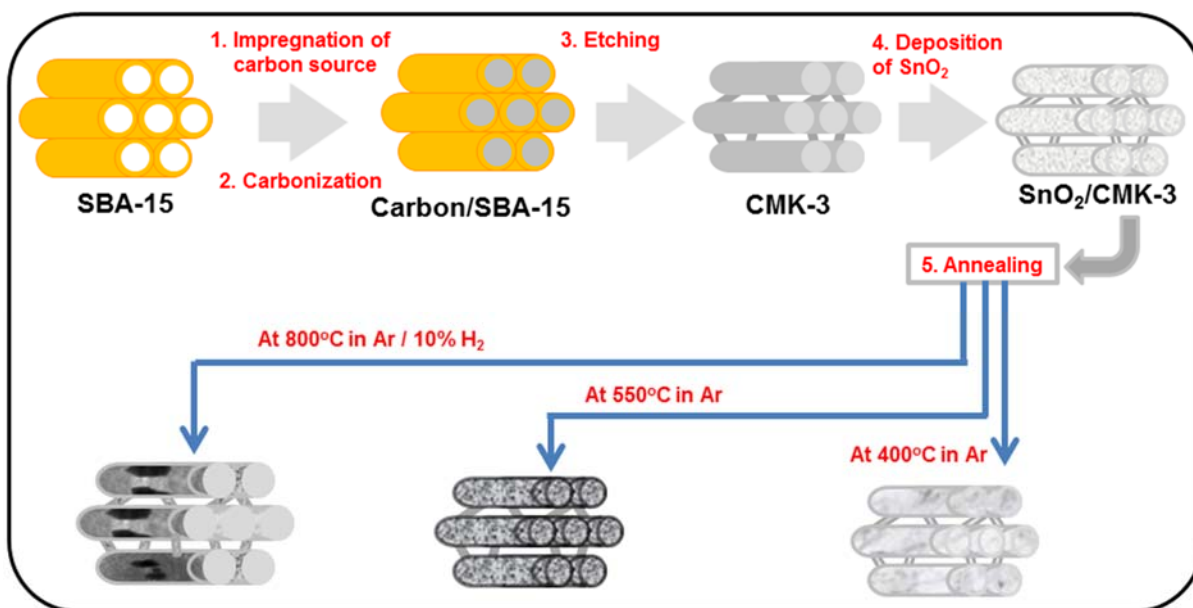 1. Impregnation of
carbon source
3. Etching
4. Deposition
of SnO₂
2. Carbonization
SBA-15
Carbon/SBA-15
CMK-3
SnO₂/CMK-3
5. Annealing
At 800°C in Ar / 10% H₂
At 550°C in Ar
At 400°C in Ar